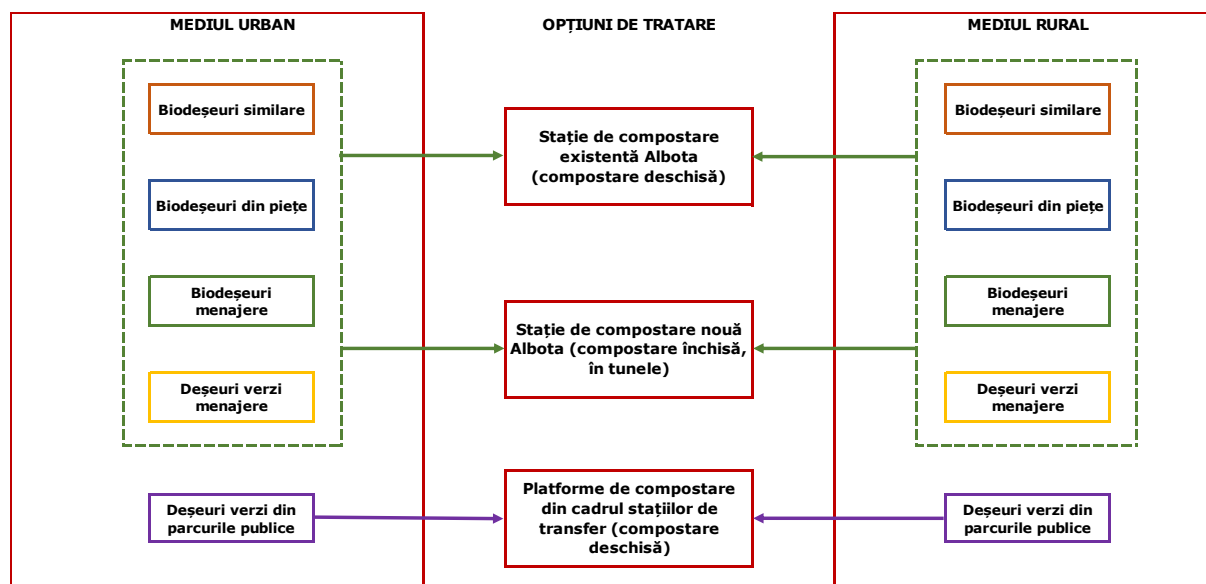 MEDIUL URBAN
OPȚIUNI DE TRATARE
MEDIUL RURAL
Biodeșeuri similare
Biodeșeuri din piețe
Biodeșeuri
menajere
Deșeuri verzi
menajere
Deșeuri verzi din
parcurile publice
Stație de compostare
existentă Albota
(compostare deschisă)
Stație de compostare nouă
Albota (compostare închisă,
în tunele)
Platforme de compostare
din cadrul stațiilor de
transfer (compostare
deschisă)
Biodeșeuri similare
Biodeșeuri din piețe
Biodeșeuri
menajere
Deșeuri verzi
menajere
Deșeuri verzi din
parcurile publice